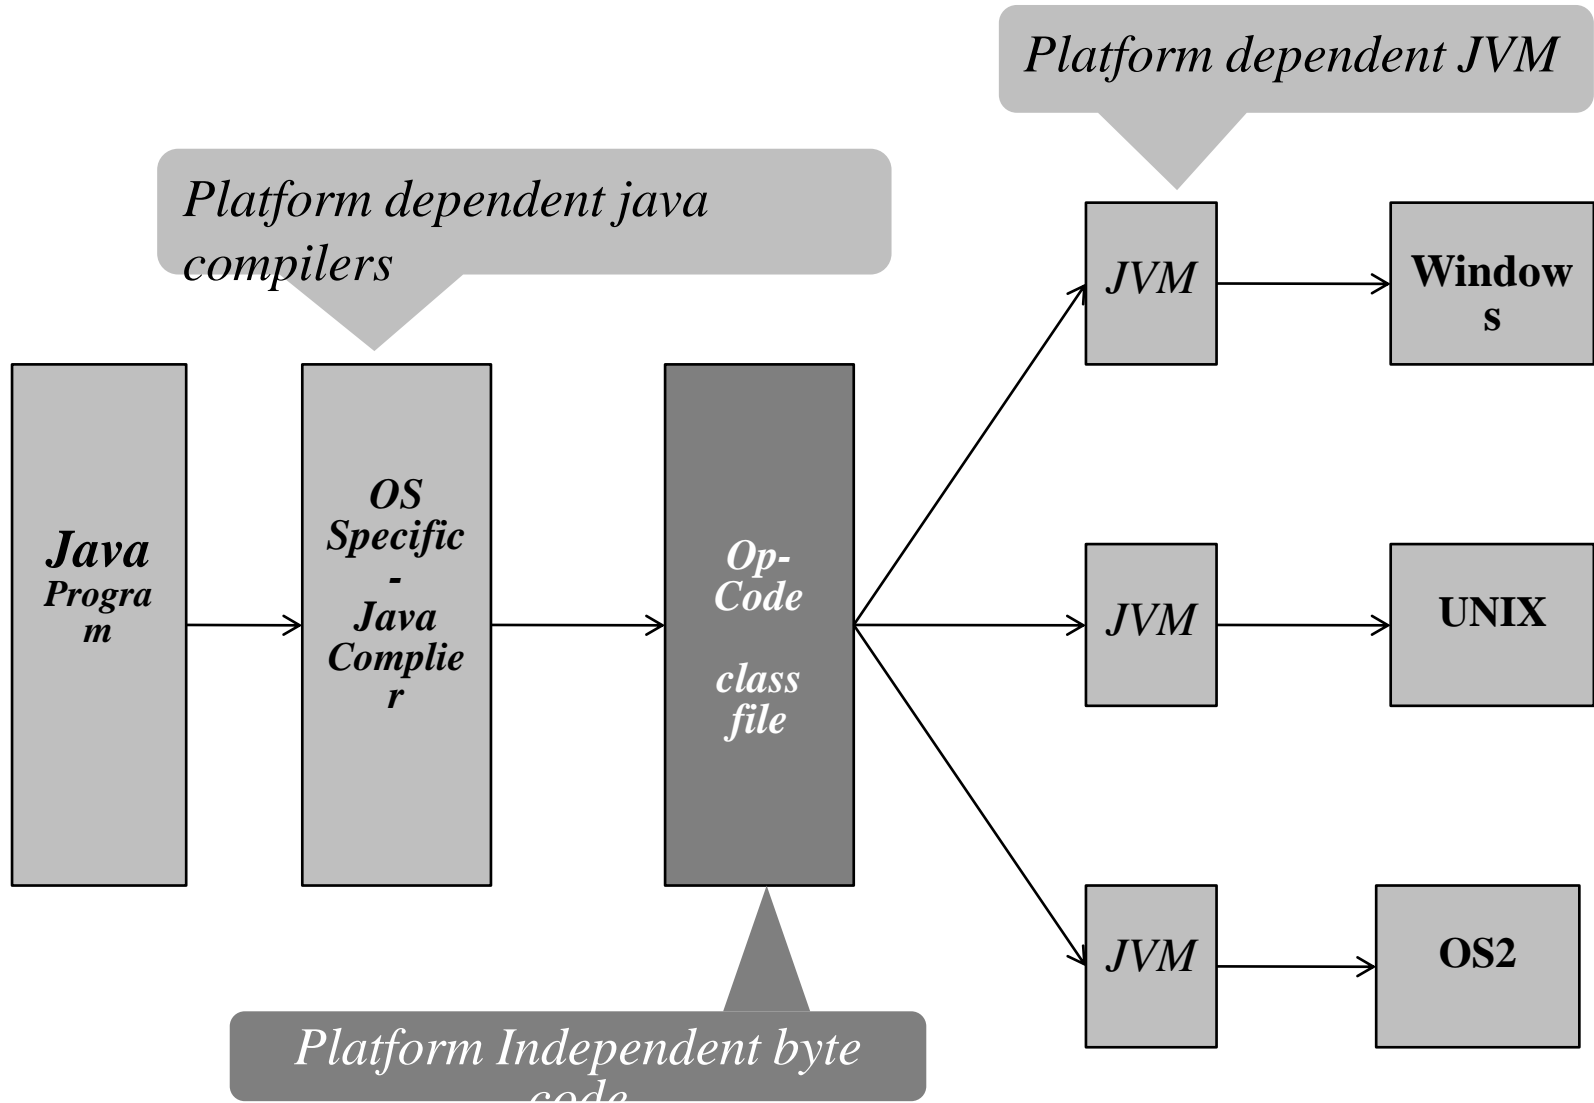 Platform dependent JVM
Platform dependent java
compilers
JVM
Window
s
Java
Progra
m
OS
Specific
-
Java
Complie
r
Op-
Code
class
file
JVM
UNIX
JVM
OS2
Platform Independent byte
code